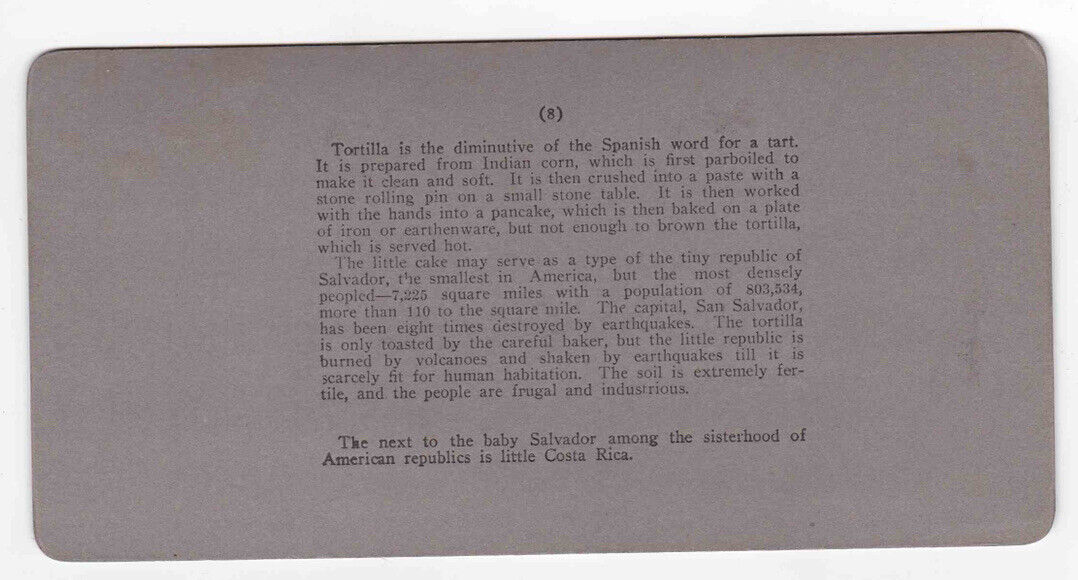 (8)
Tortilla is the diminutive of the Spanish word for a tart.
It is prepared from Indian corn, which is first parboiled to
make it clean and soft. It is then crushed into a paste with a
stone rolling pin on a small stone table. It is then worked
with the hands into a pancake, which is then baked on a plate
of iron or earthenware, but not enough to brown the tortilla,
which is served hot.
The little cake may serve as a type of the tiny republic of
Salvador, the smallest in America, but the most densely
peopled—7,225 square miles with a population of 803,534,
more than 110 to the square mile. The capital, San Salvador,
has been eight times destroyed by earthquakes. The tortilla
is only toasted by the careful baker, but the little republic is
burned by volcanoes and shaken by earthquakes till it is
scarcely fit for human habitation. The soil is extremely fer-
tile, and the people are frugal and industrious.
The next to the baby Salvador among the sisterhood of
American republics is little Costa Rica.